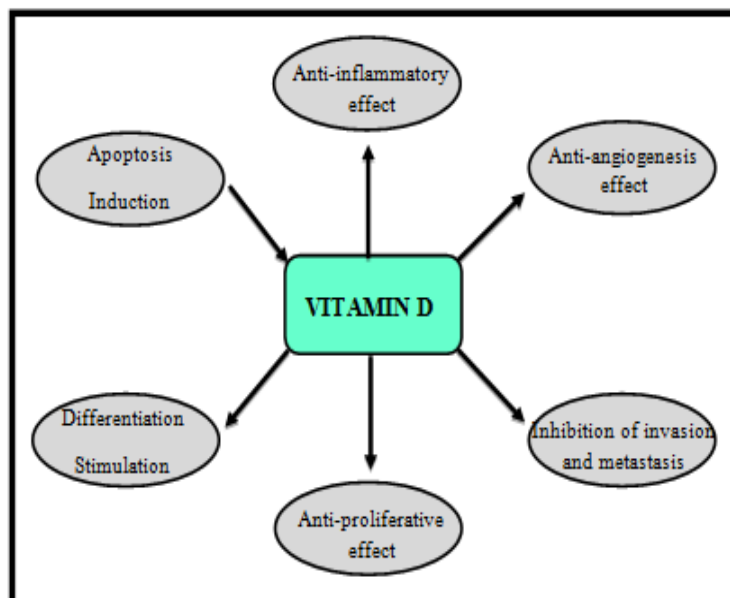 Anti-inflammatory
effect
Apoptosis
Induction
Anti-angiogenesis
effect
VITAMIN D
Differentiation
Stimulation
Inhibition of invasion
and metastasis
Anti-proliferative
effect